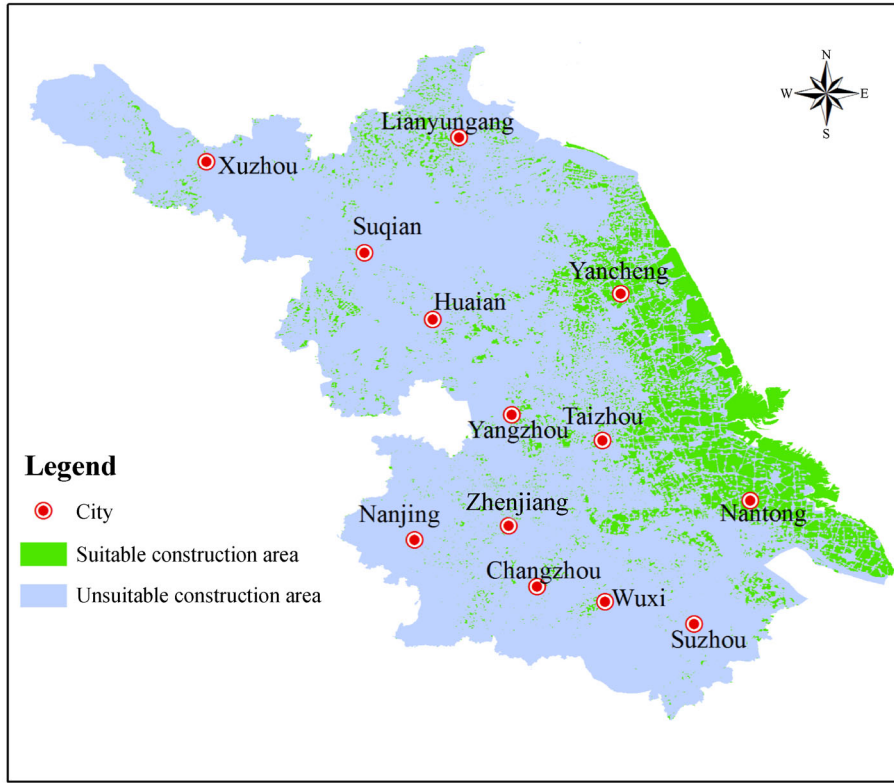 N
W E
S
Lianyungang
Xuzhou
Suqian
Yancheng
Huaian
Taizhou
Yangzhou
Legend
Zhenjiang
City
Nanjing
Nantong
Suitable construction area
Changzhou
Unsuitable construction area
Wuxi
Suzhou